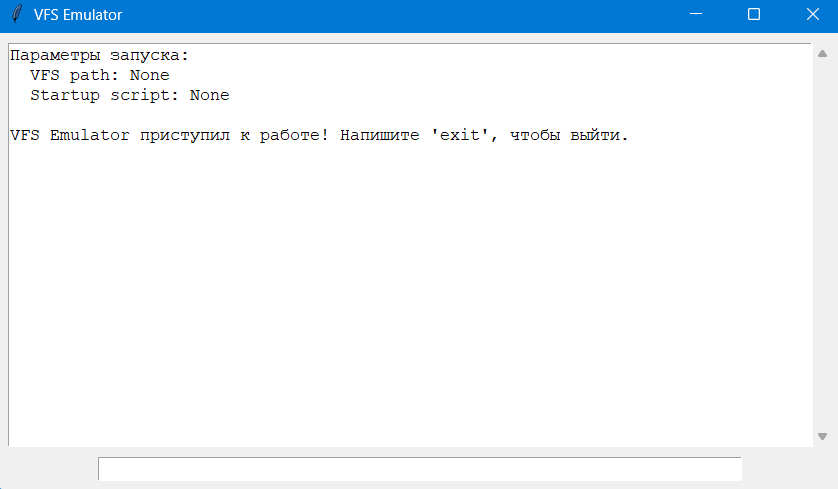 VFS Emulator
Параметры запуска:
  VFS path: None
  Startup script: None
VFS Emulator приступил к работе! Напишите 'exit', чтобы выйти.